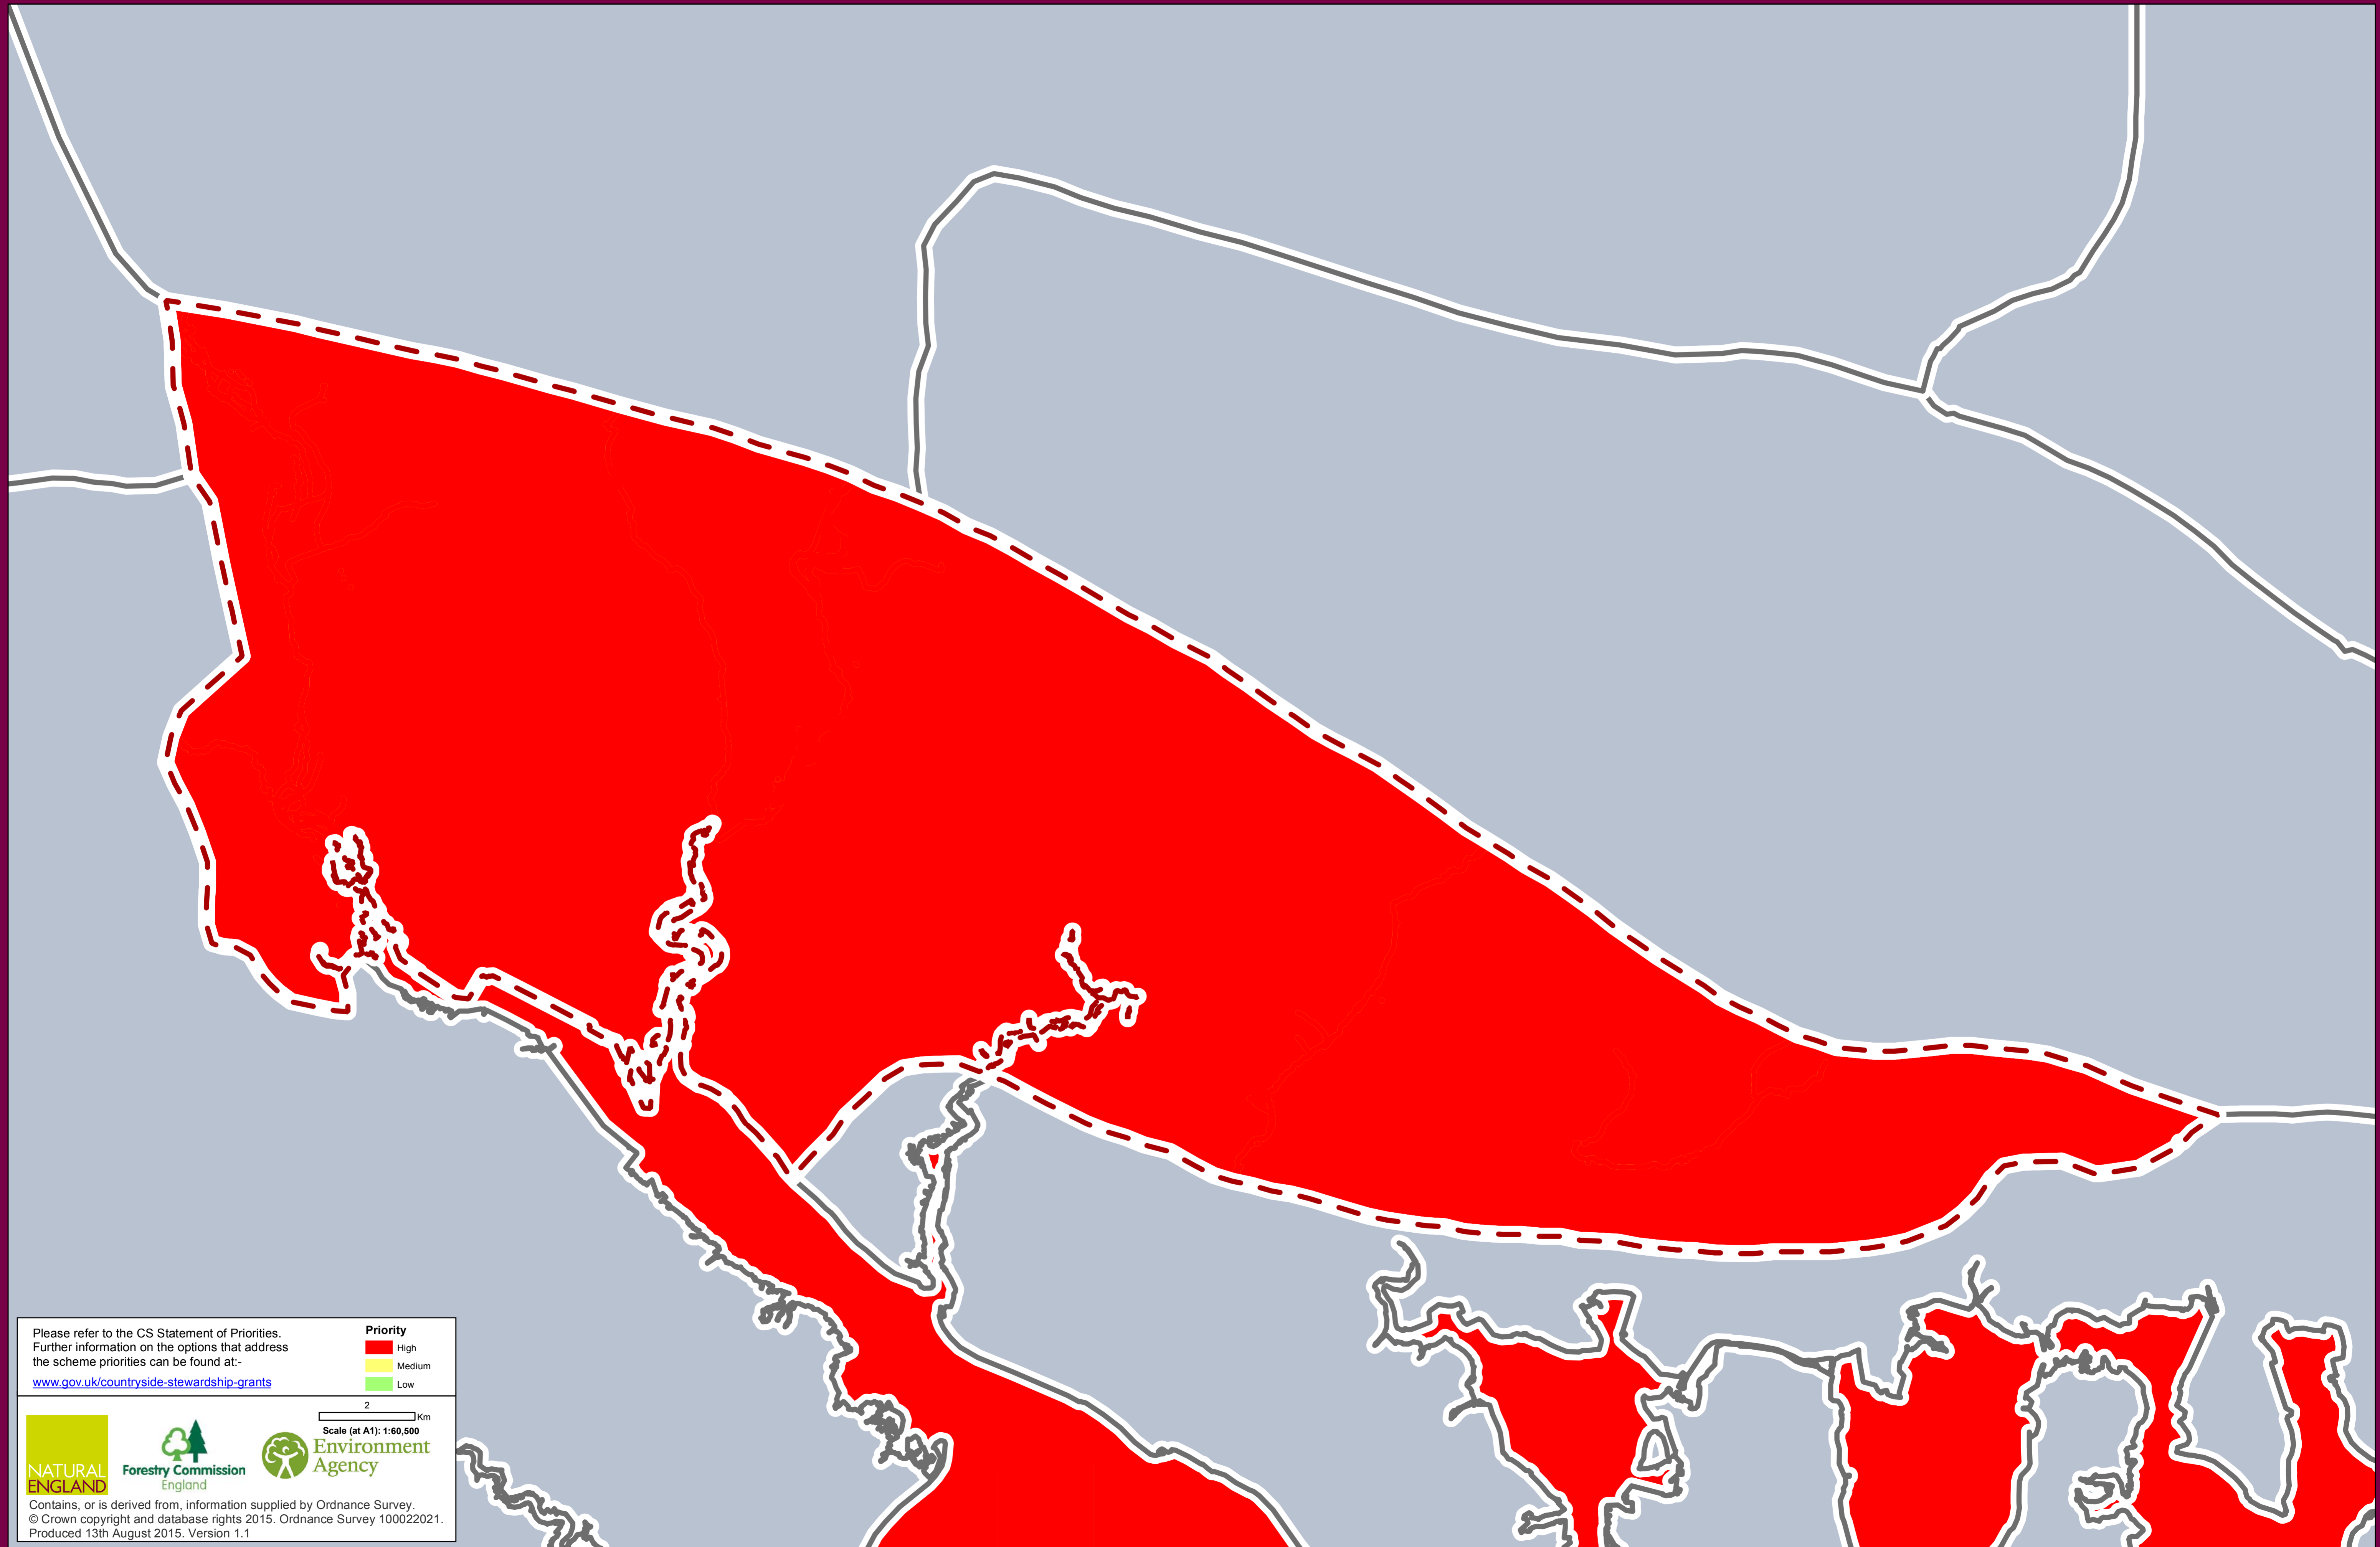 Please refer to the CS Statement of Priorities.
Further information on the options that address
the scheme priorities can be found at:-
www.gov.uk/countryside-stewardship-grants
Priority
High
Medium
Low
2
Km
Scale (at A1): 1:60,500
NATURAL
ENGLAND
Forestry Commission
England
Environment
Agency
Contains, or is derived from, information supplied by Ordnance Survey.
© Crown copyright and database rights 2015. Ordnance Survey 100022021.
Produced 13th August 2015. Version 1.1